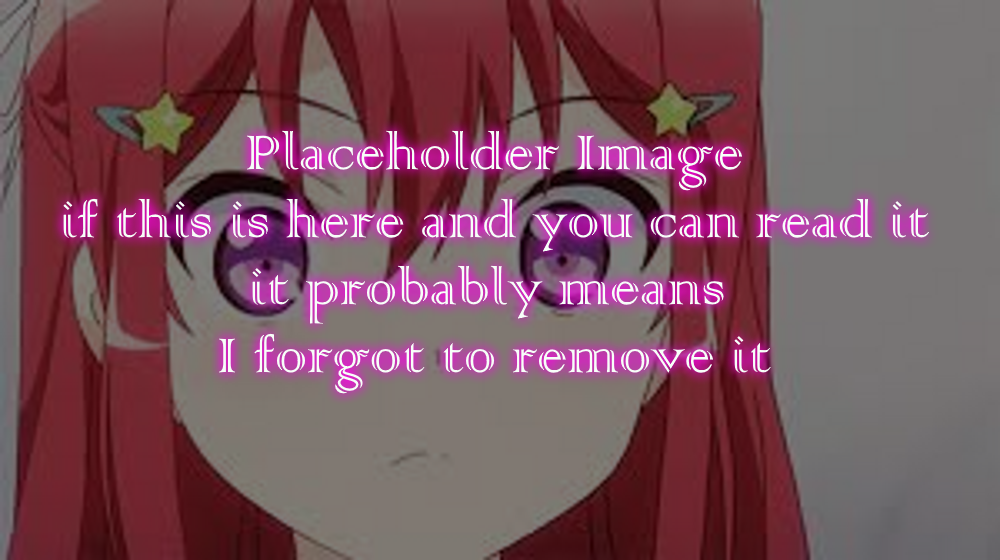 Placeholder Image
if this is here and you can read it
it probably means
I forgot to remove it